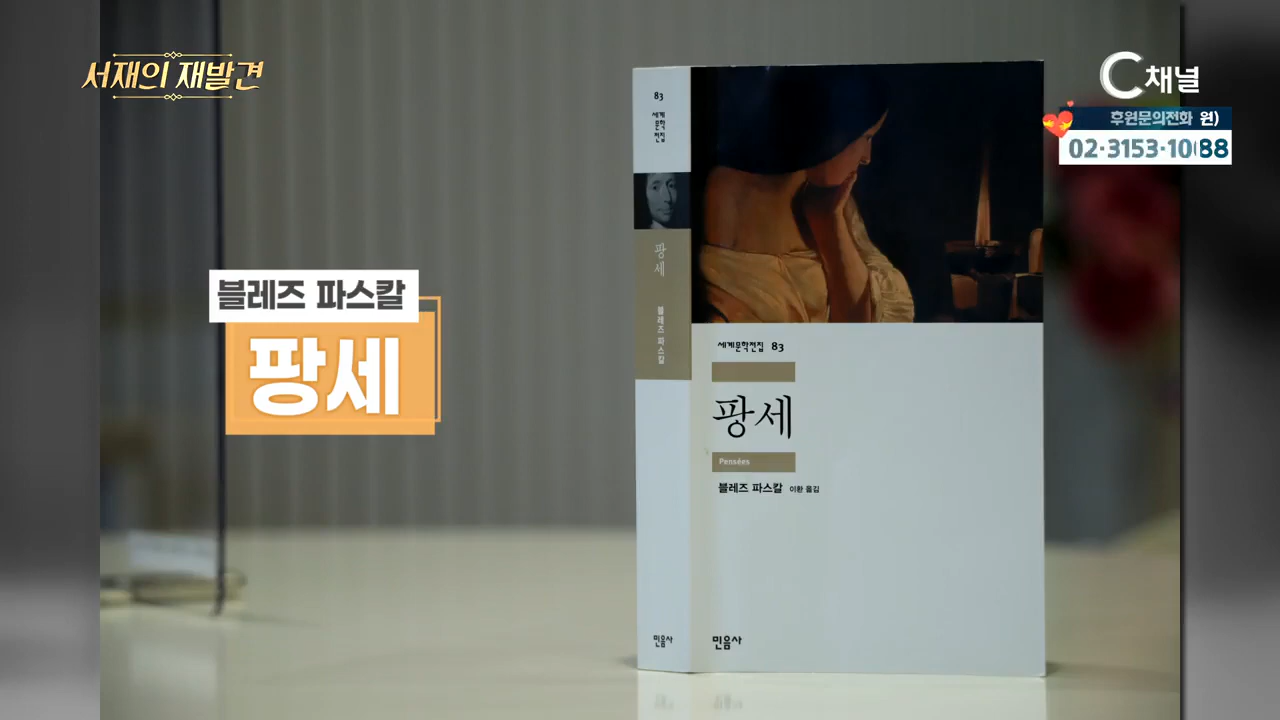 서재의 재발견
C채널
후원문의전화 원)
02·3153·1088
블레즈 파스칼
팡세
83
세계
문학
전집
팡세
블레즈 파스칼
민음사
세계문학전집 83
팡세
Pensées
블레즈 파스칼 이환 옮김
민음사